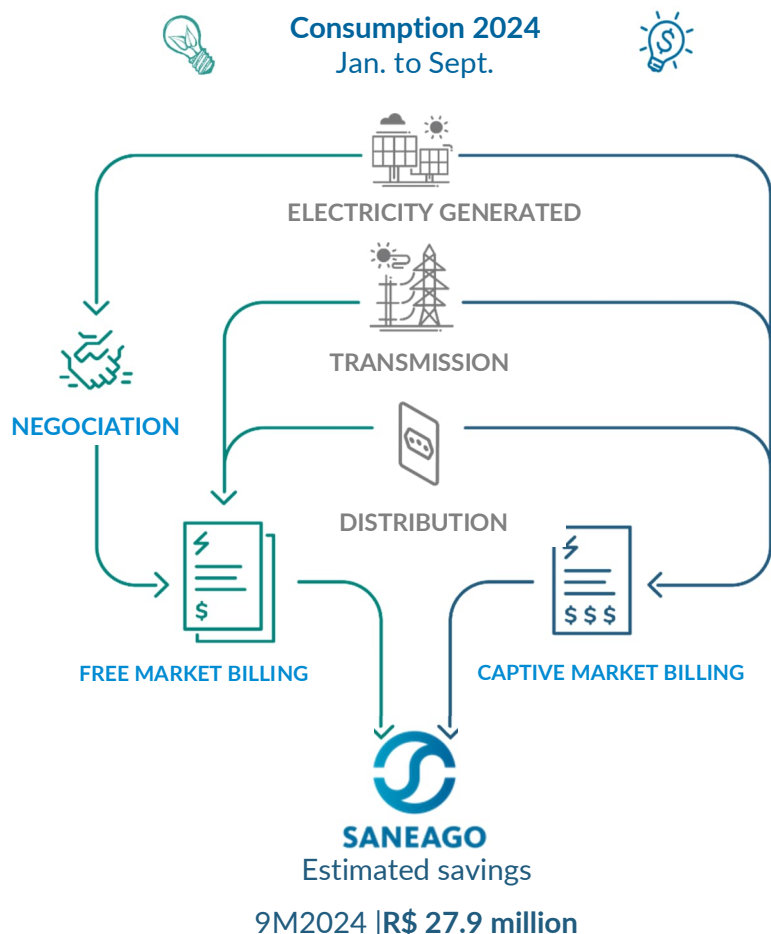 Consumption 2024
Jan. to Sept.
$
ELECTRICITY GENERATED
TRANSMISSION
NEGOCIATION
DISTRIBUTION
$
$ $ $
FREE MARKET BILLING
CAPTIVE MARKET BILLING
SANEAGO
Estimated savings
9M2024 |R$ 27.9 million